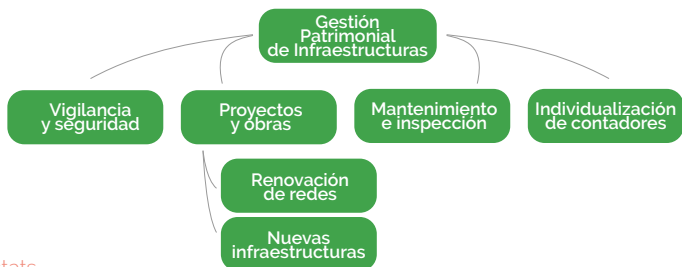 Gestión
Patrimonial
de Infraestructuras
Vigilancia
y seguridad
Proyectos
y obras
Mantenimiento
e inspección
Individualización
de contadores
Renovación
de redes
Nuevas
infraestructuras